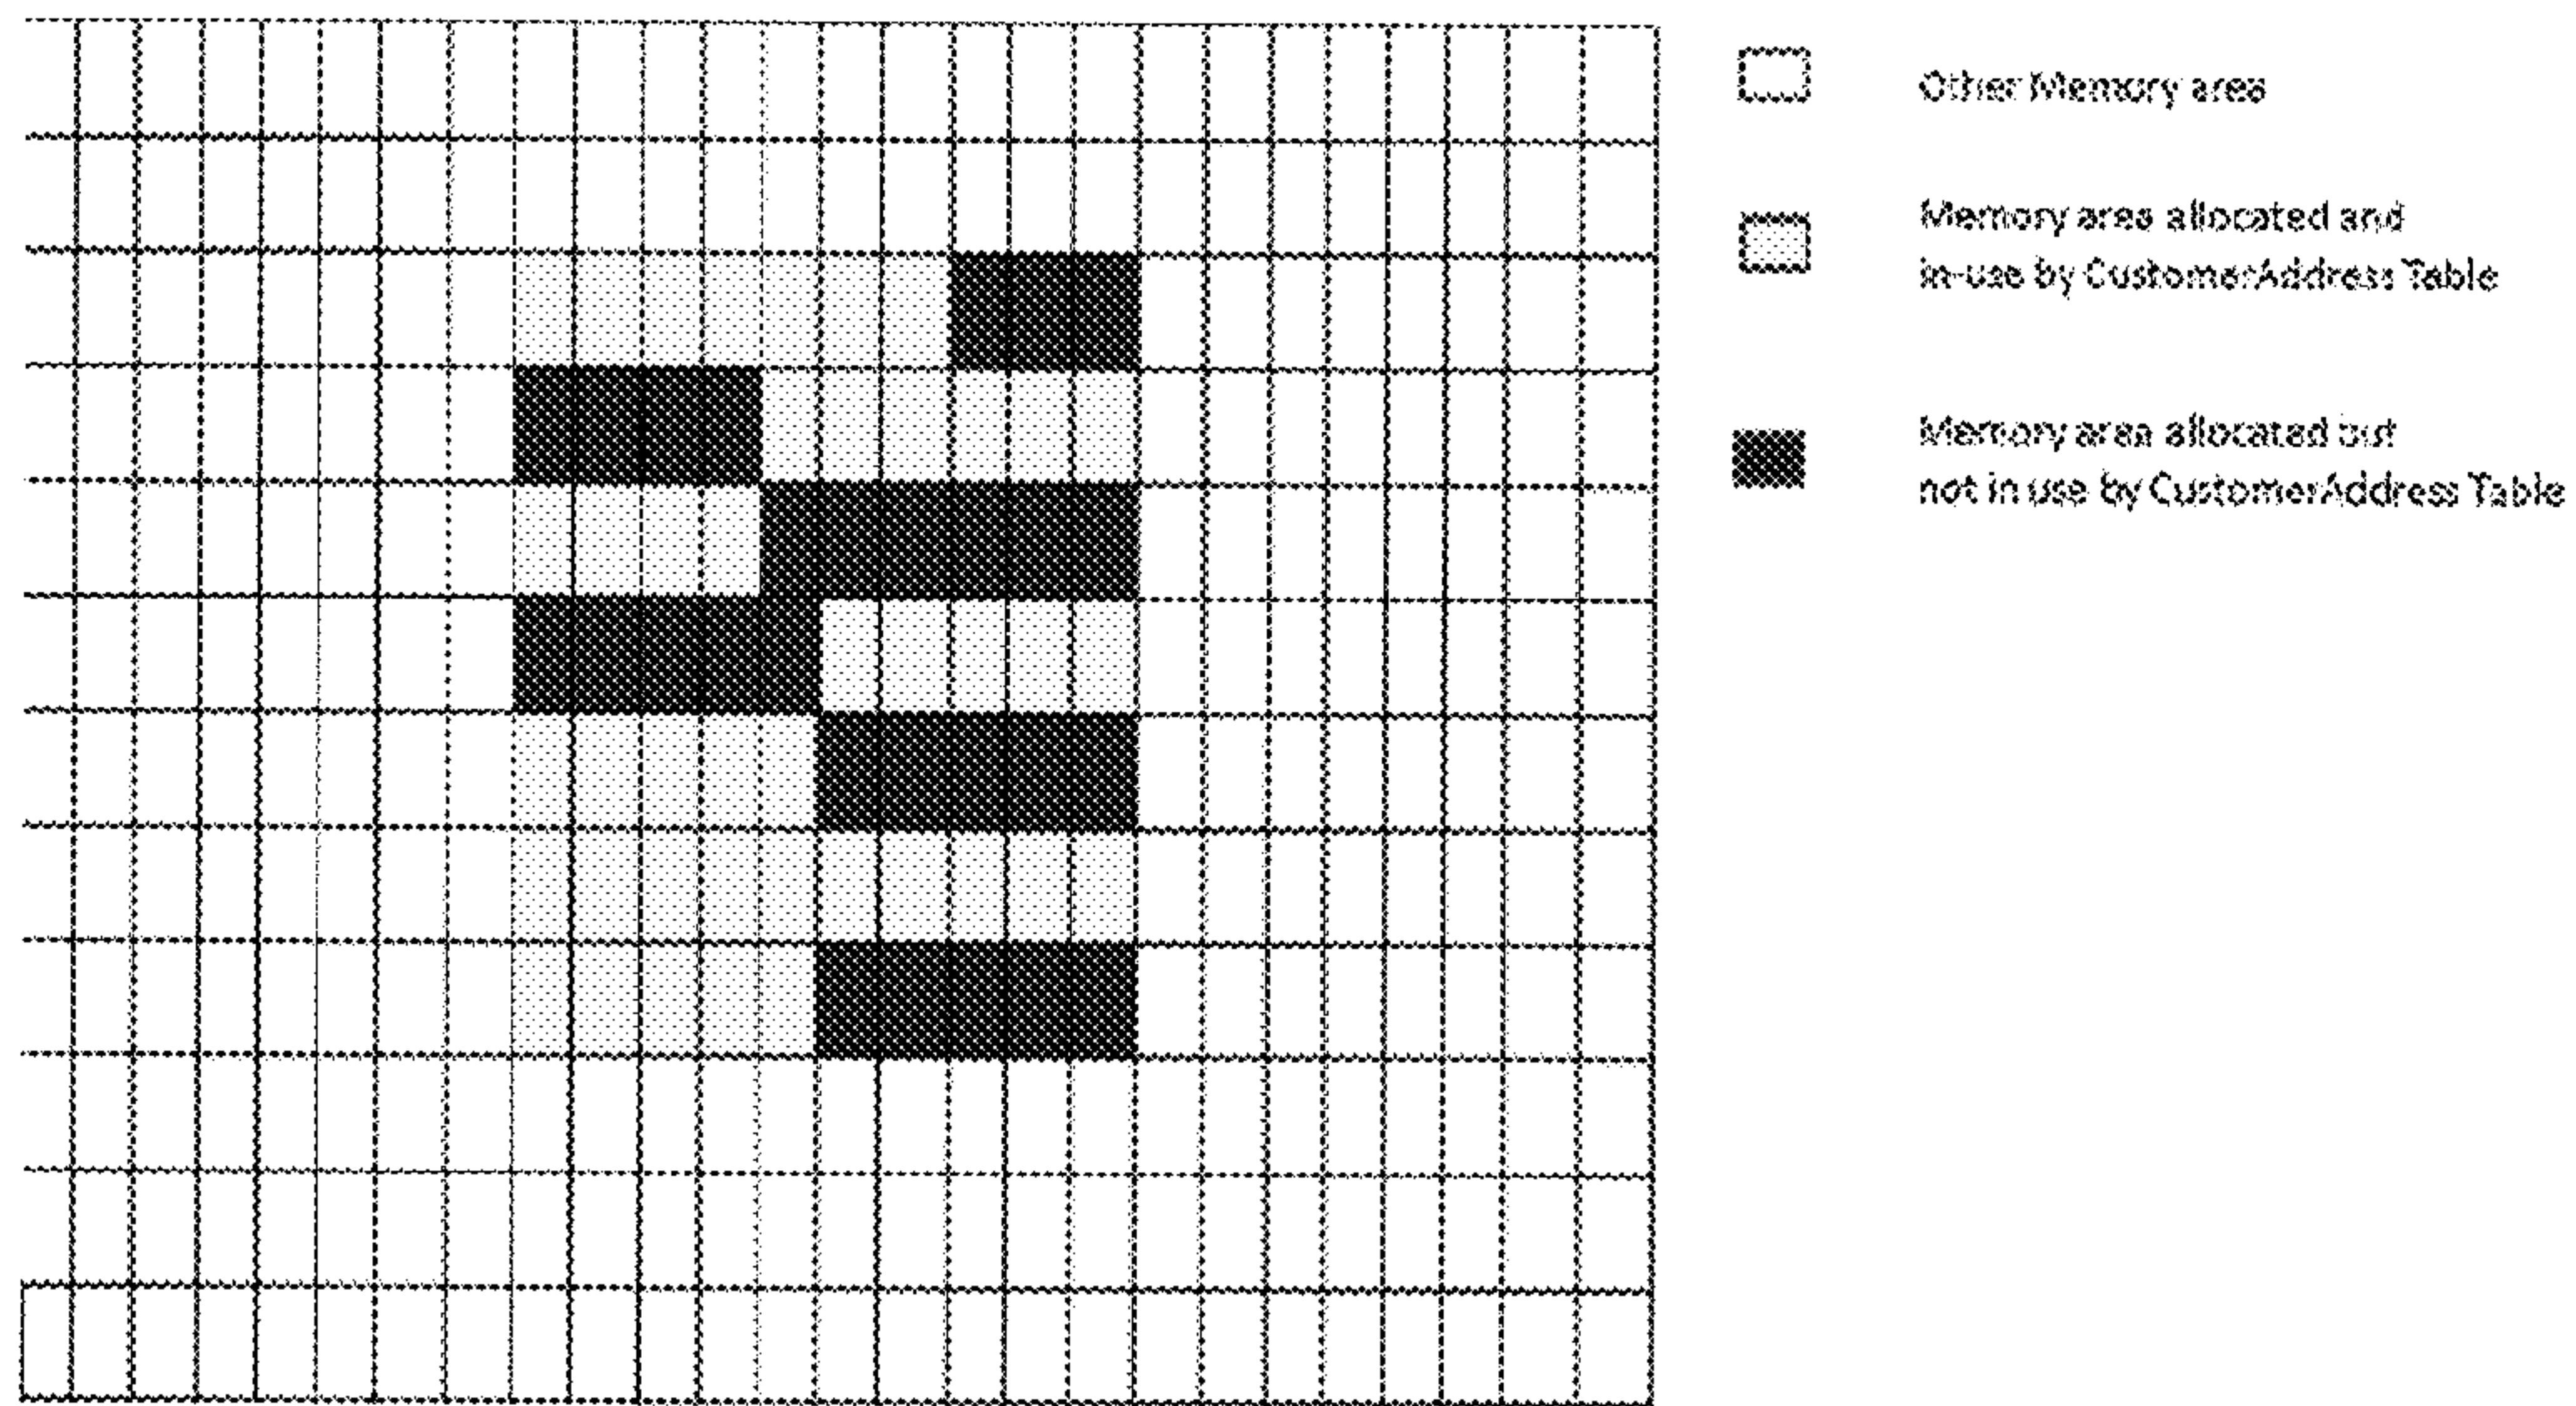 Other Memory area
Memory area allocated and
in-use by CustomerAddress Table
Memory area allocated but
not in use by CustomerAddress Table